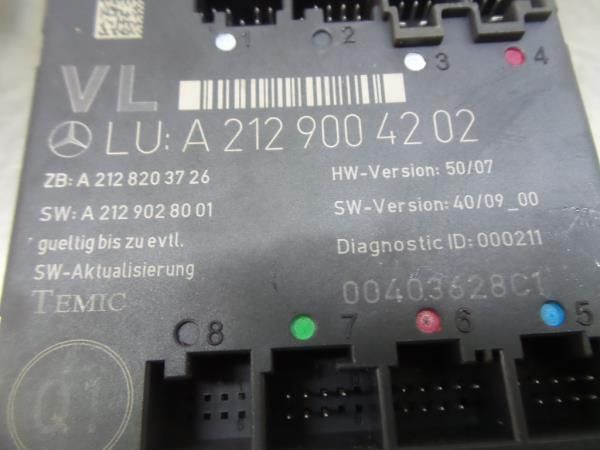 1 2 3 4
VL
LU: A 212 900 42 02
ZB: A 212 820 37 26
HW-Version: 50/07
SW: A 212 902 80 01
SW-Version: 40/09_00
gueltig bis zu evtl.
Diagnostic ID: 000211
SW-Aktualisierung
TEMIC
00403628C1
8 7 6 5
Q1